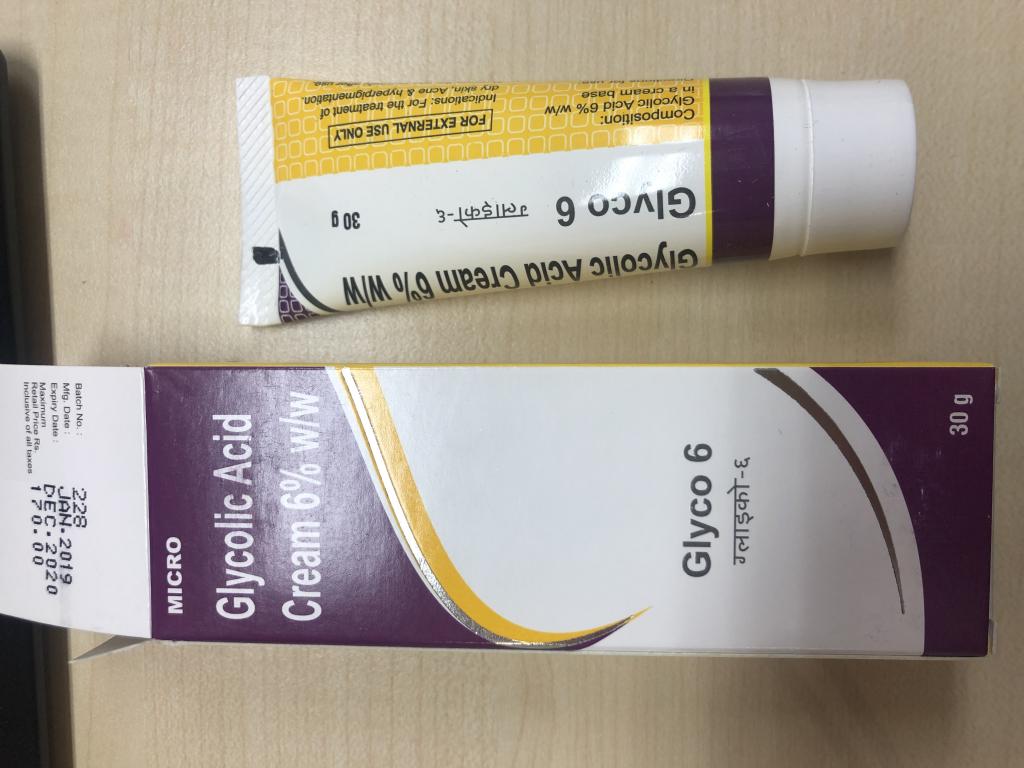 Glycolic Acid Cream 6% w/w
Glyco 6
ग्लाइको-६
30 g
Composition:
Glycolic Acid 6% w/w
in a cream base
FOR EXTERNAL USE ONLY
Indications: For the treatment of
dry skin, Acne & hyperpigmentation.
MICRO
Glycolic Acid
Cream 6% w/w
Glyco 6
ग्लाइको-६
30 g
Batch No. : 228
Mfg. Date : JAN.2019
Expiry Date : DEC.2020
Maximum
Retail Price Rs. 170.00
Inclusive of all taxes